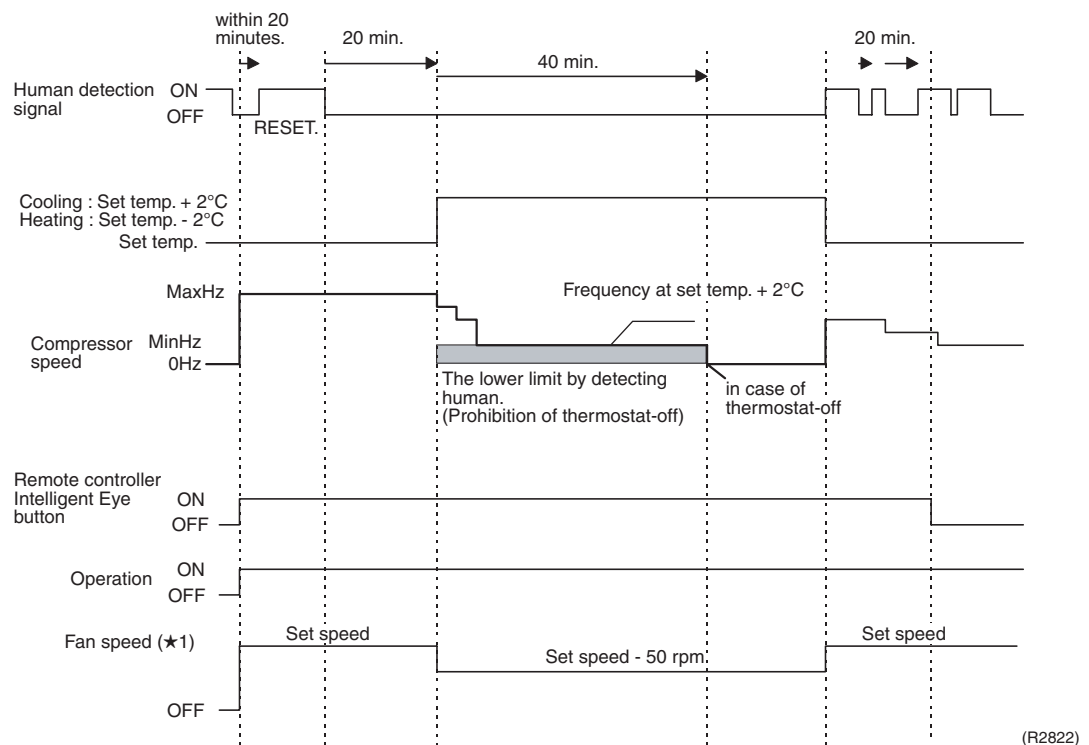 within 20
minutes.
20 min.
40 min.
20 min.
Human detection
signal
ON
OFF
RESET.
Cooling : Set temp. + 2°C
Heating : Set temp. - 2°C
Set temp.
MaxHz
Frequency at set temp. + 2°C
Compressor
speed
MinHz
0Hz
The lower limit by detecting
human.
(Prohibition of thermostat-off)
in case of
thermostat-off
Remote controller
Intelligent Eye
button
ON
OFF
Operation
ON
OFF
Fan speed (★1)
Set speed
Set speed - 50 rpm
Set speed
OFF
(R2822)